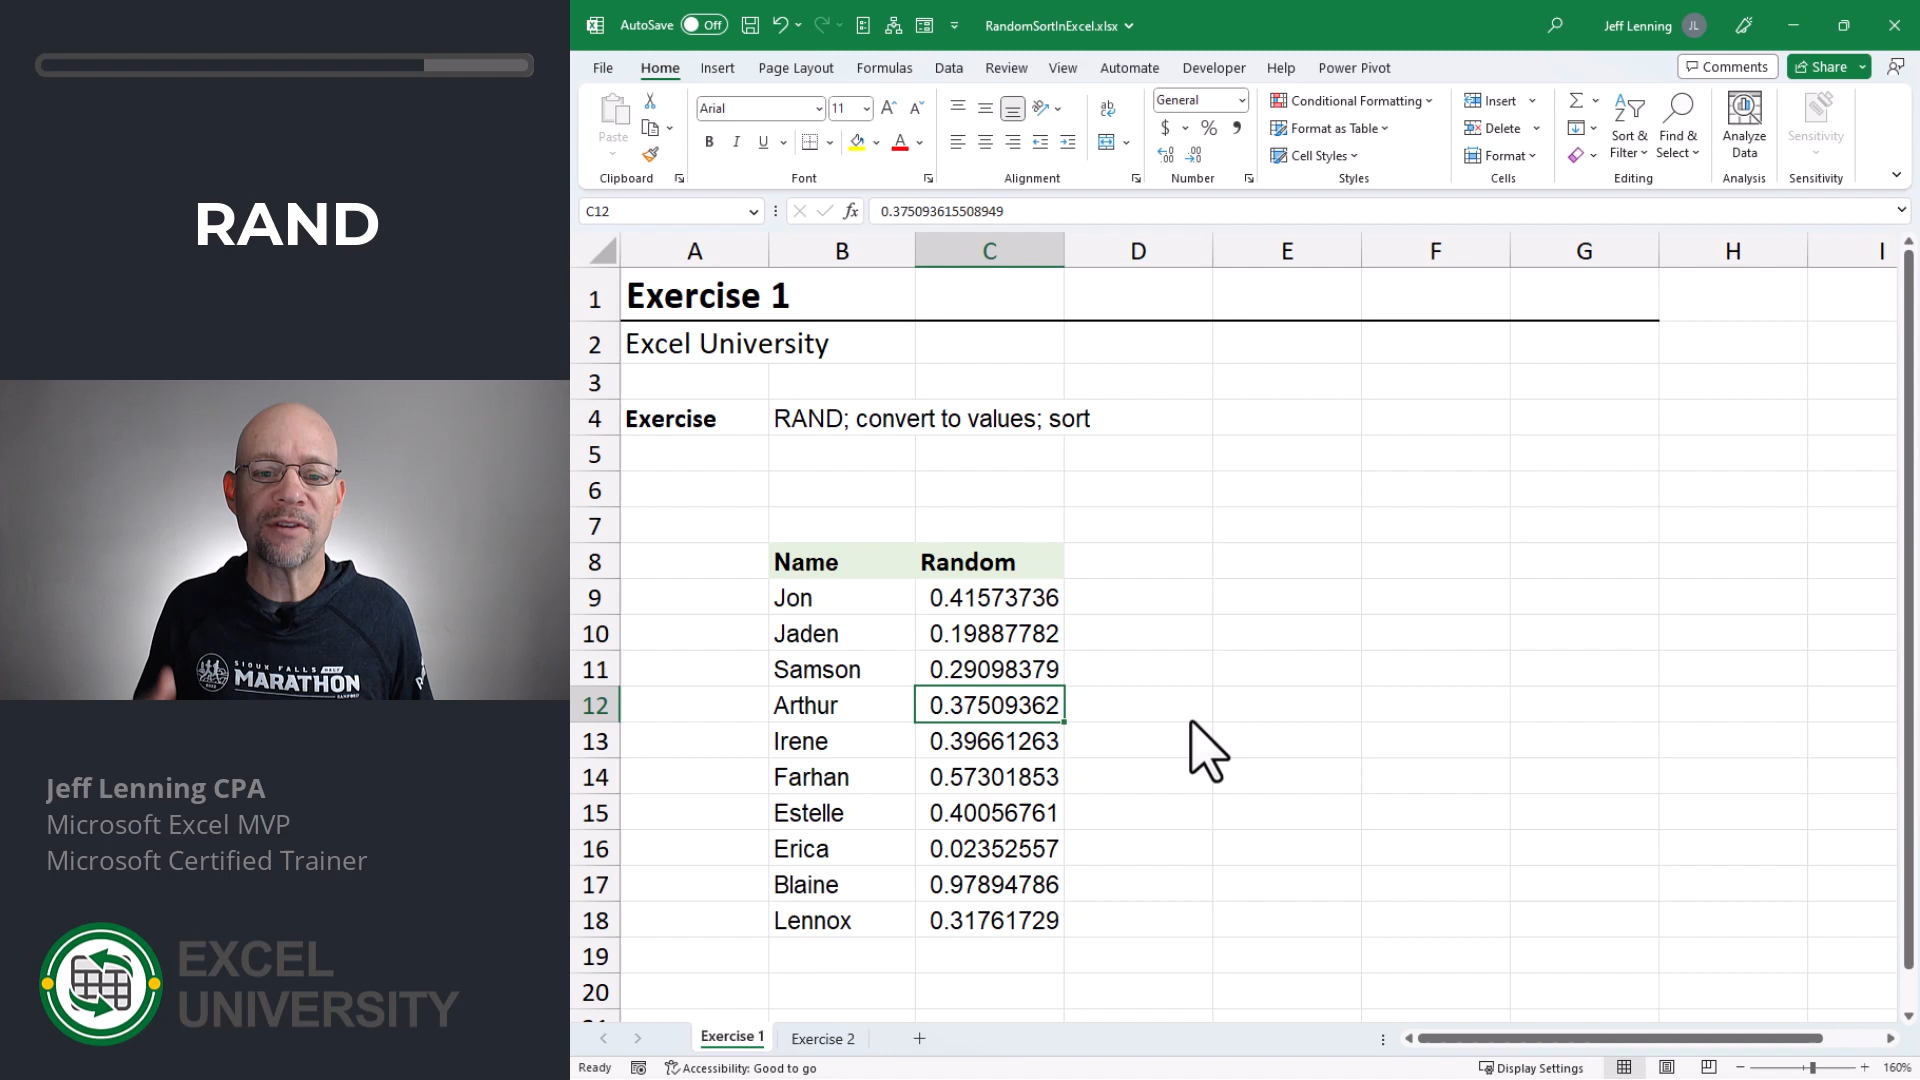 RAND
SIOUX FALLS HALF
MARATHON
SANFORD
Jeff Lenning CPA
Microsoft Excel MVP
Microsoft Certified Trainer
EXCEL
UNIVERSITY
AutoSave Off RandomSortInExcel.xlsx Jeff Lenning JL
File Home Insert Page Layout Formulas Data Review View Automate Developer Help Power Pivot Comments Share
Paste Clipboard
Arial 11 B I U Font
ab Alignment
General $ % Number
Conditional Formatting
Format as Table
Cell Styles
Styles
Insert
Delete
Format
Cells
Sort &
Filter
Find &
Select
Editing
Analyze
Data
Analysis
Sensitivity
Sensitivity
C12 fx 0.375093615508949
A B C D E F G H I
1 Exercise 1
2 Excel University
3
4 Exercise RAND; convert to values; sort
5
6
7
8 Name Random
9 Jon 0.41573736
10 Jaden 0.19887782
11 Samson 0.29098379
12 Arthur 0.37509362
13 Irene 0.39661263
14 Farhan 0.57301853
15 Estelle 0.40056761
16 Erica 0.02352557
17 Blaine 0.97894786
18 Lennox 0.31761729
19
20
Exercise 1 Exercise 2
Ready Accessibility: Good to go Display Settings 160%